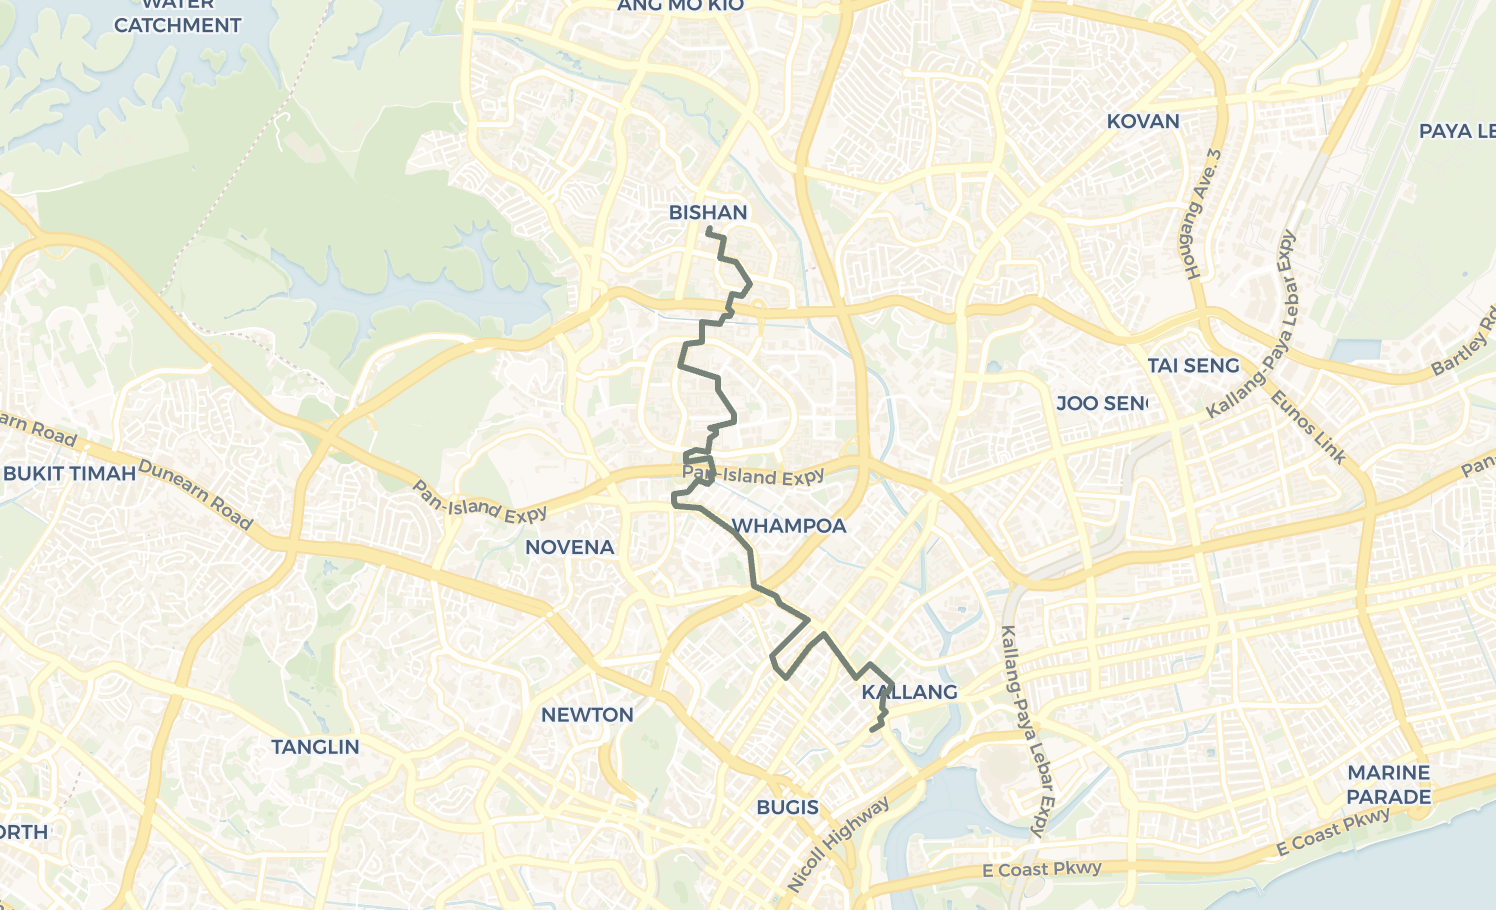 WATER
CATCHMENT
ANG MO KIO
KOVAN
PAYA LE
Hougang Ave. 3
BISHAN
Kallang-Paya Lebar Expy
TAI SENG
Bartley Rd
JOO SEN
Eunos Link
earn Road
BUKIT TIMAH
Dunearn Road
Pan-Island Expy
Pan-Island Expy
Pan-
WHAMPOA
NOVENA
Kallang-Paya Lebar Expy
KALLANG
NEWTON
TANGLIN
BUGIS
Nicoll Highway
MARINE
PARADE
ORTH
E Coast Pkwy
E Coast Pkwy